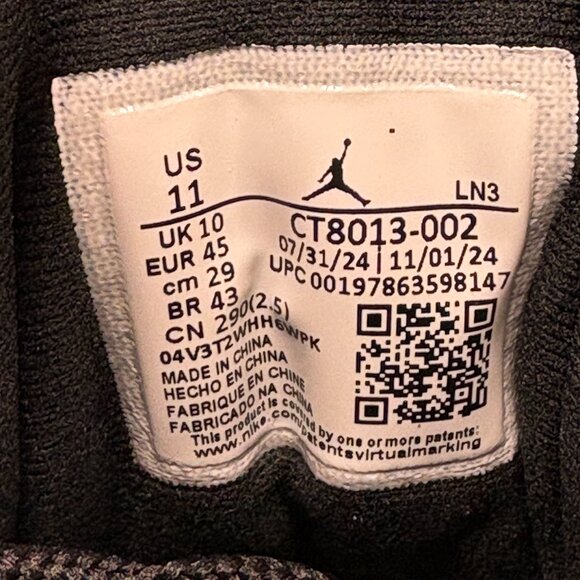 US
11
LN3
UK 10
EUR 45
cm 29
BR 43
CN 290(2.5)
CT8013-002
07/31/24 | 11/01/24
UPC 00197863598147
04V3T2WHH6WPK
MADE IN CHINA
HECHO EN CHINA
FABRIQUE EN CHINE
FABRICADO NA CHINA
This product is covered by one or more patents:
www.nike.com/patentsvirtualmarking